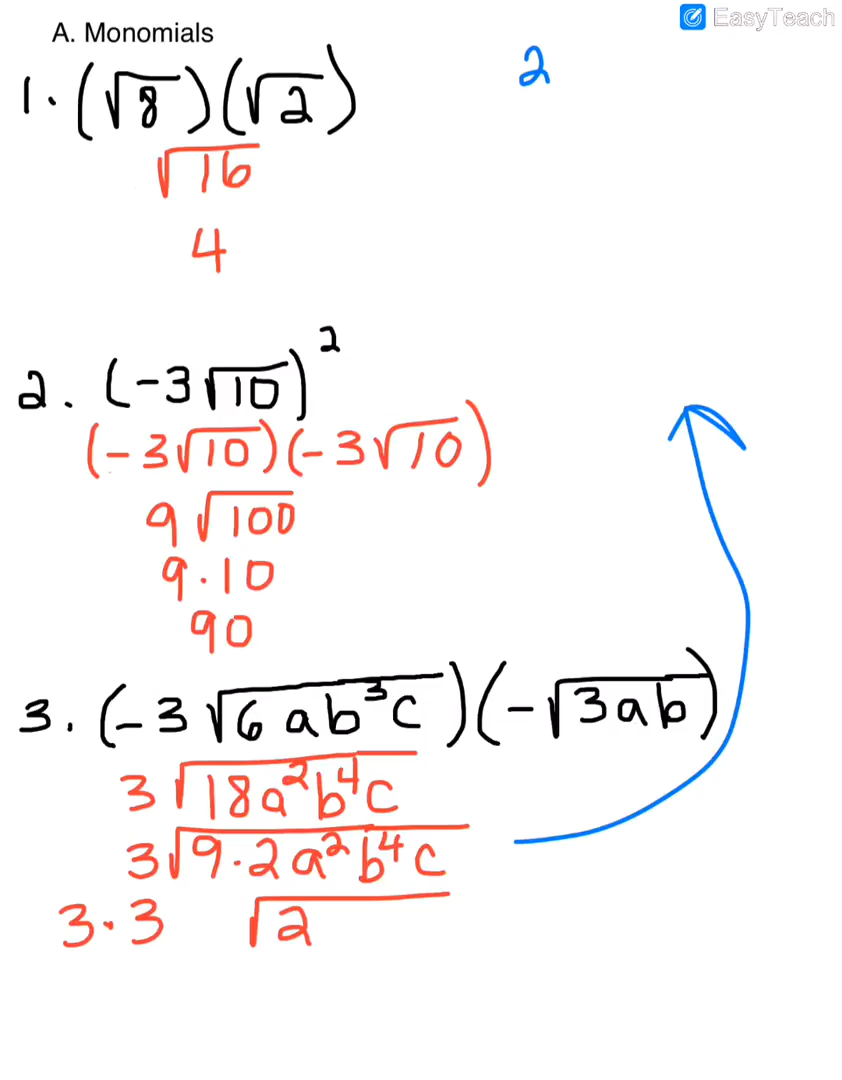 EasyTeach
A. Monomials
2
1. (√8)(√2)
√16
4
2. (-3√10)²
(-3√10)(-3√10)
9√100
9·10
90
3. (-3√6ab³c)(-√3ab)
3√18a²b⁴c
3√9·2a²b⁴c
3·3 √2